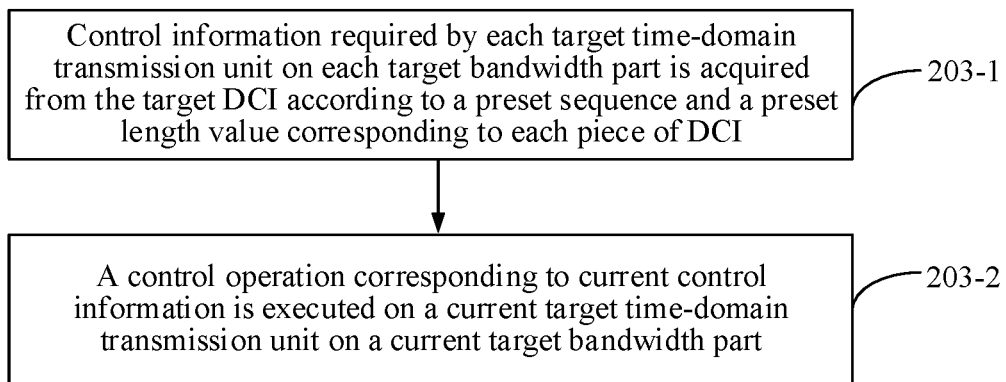 Control information required by each target time-domain
transmission unit on each target bandwidth part is acquired
from the target DCI according to a preset sequence and a preset
length value corresponding to each piece of DCI
203-1
A control operation corresponding to current control
information is executed on a current target time-domain
transmission unit on a current target bandwidth part
203-2